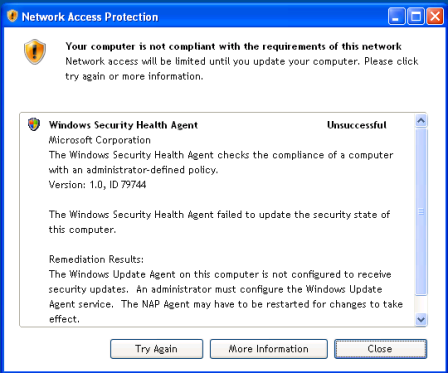 Network Access Protection
Your computer is not compliant with the requirements of this network
Network access will be limited until you update your computer. Please click
try again or more information.
Windows Security Health Agent Unsuccessful
Microsoft Corporation
The Windows Security Health Agent checks the compliance of a computer
with an administrator-defined policy.
Version: 1.0, ID 79744
The Windows Security Health Agent failed to update the security state of
this computer.
Remediation Results:
The Windows Update Agent on this computer is not configured to receive
security updates. An administrator must configure the Windows Update
Agent service. The NAP Agent may have to be restarted for changes to take
effect.
Try Again More Information Close